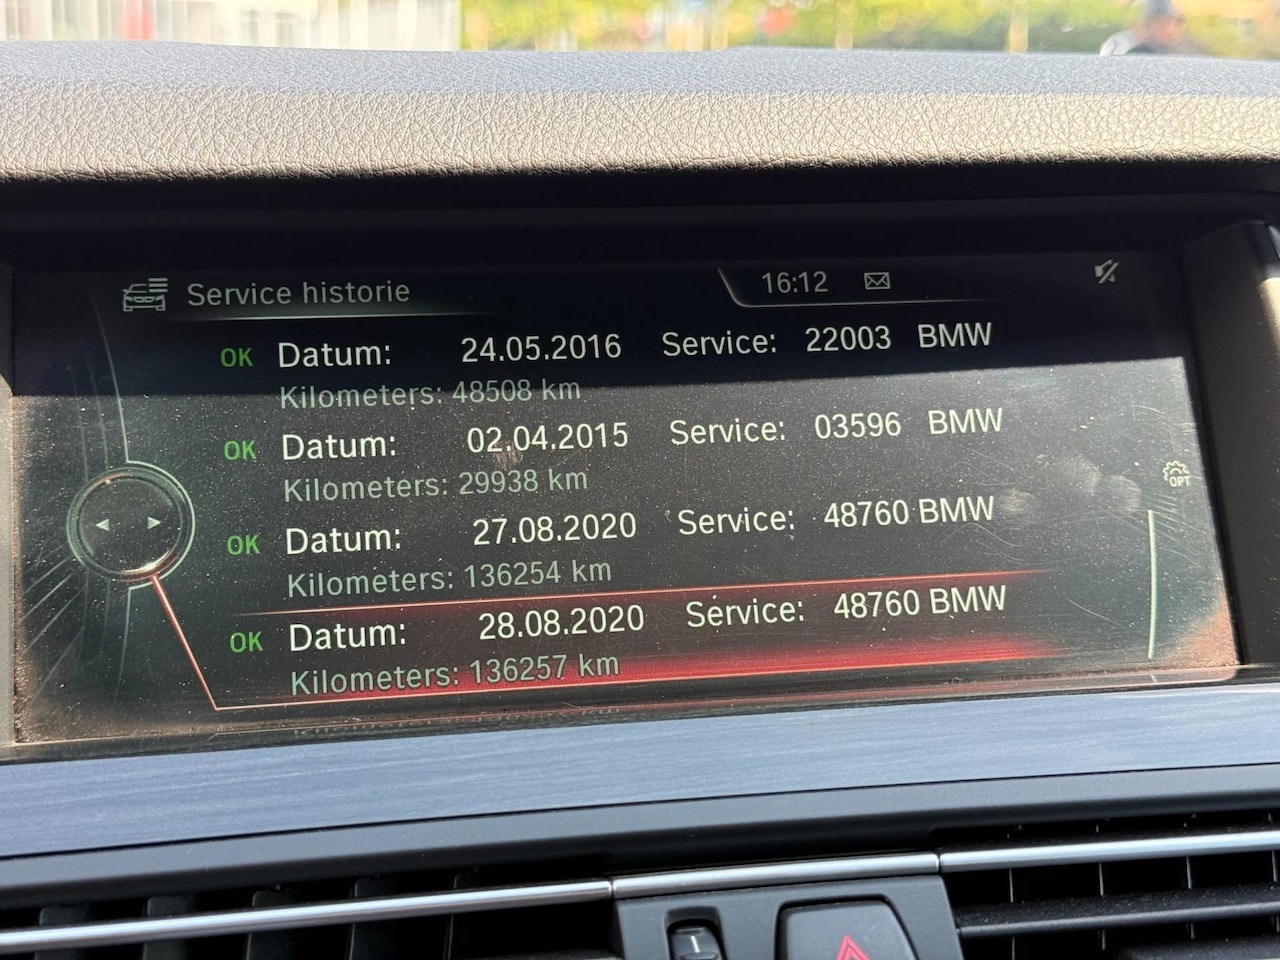 Service historie
16:12
OK Datum: 24.05.2016 Service: 22003 BMW
Kilometers: 48508 km
OK Datum: 02.04.2015 Service: 03596 BMW
Kilometers: 29938 km
OPT
OK Datum: 27.08.2020 Service: 48760 BMW
Kilometers: 136254 km
OK Datum: 28.08.2020 Service: 48760 BMW
Kilometers: 136257 km